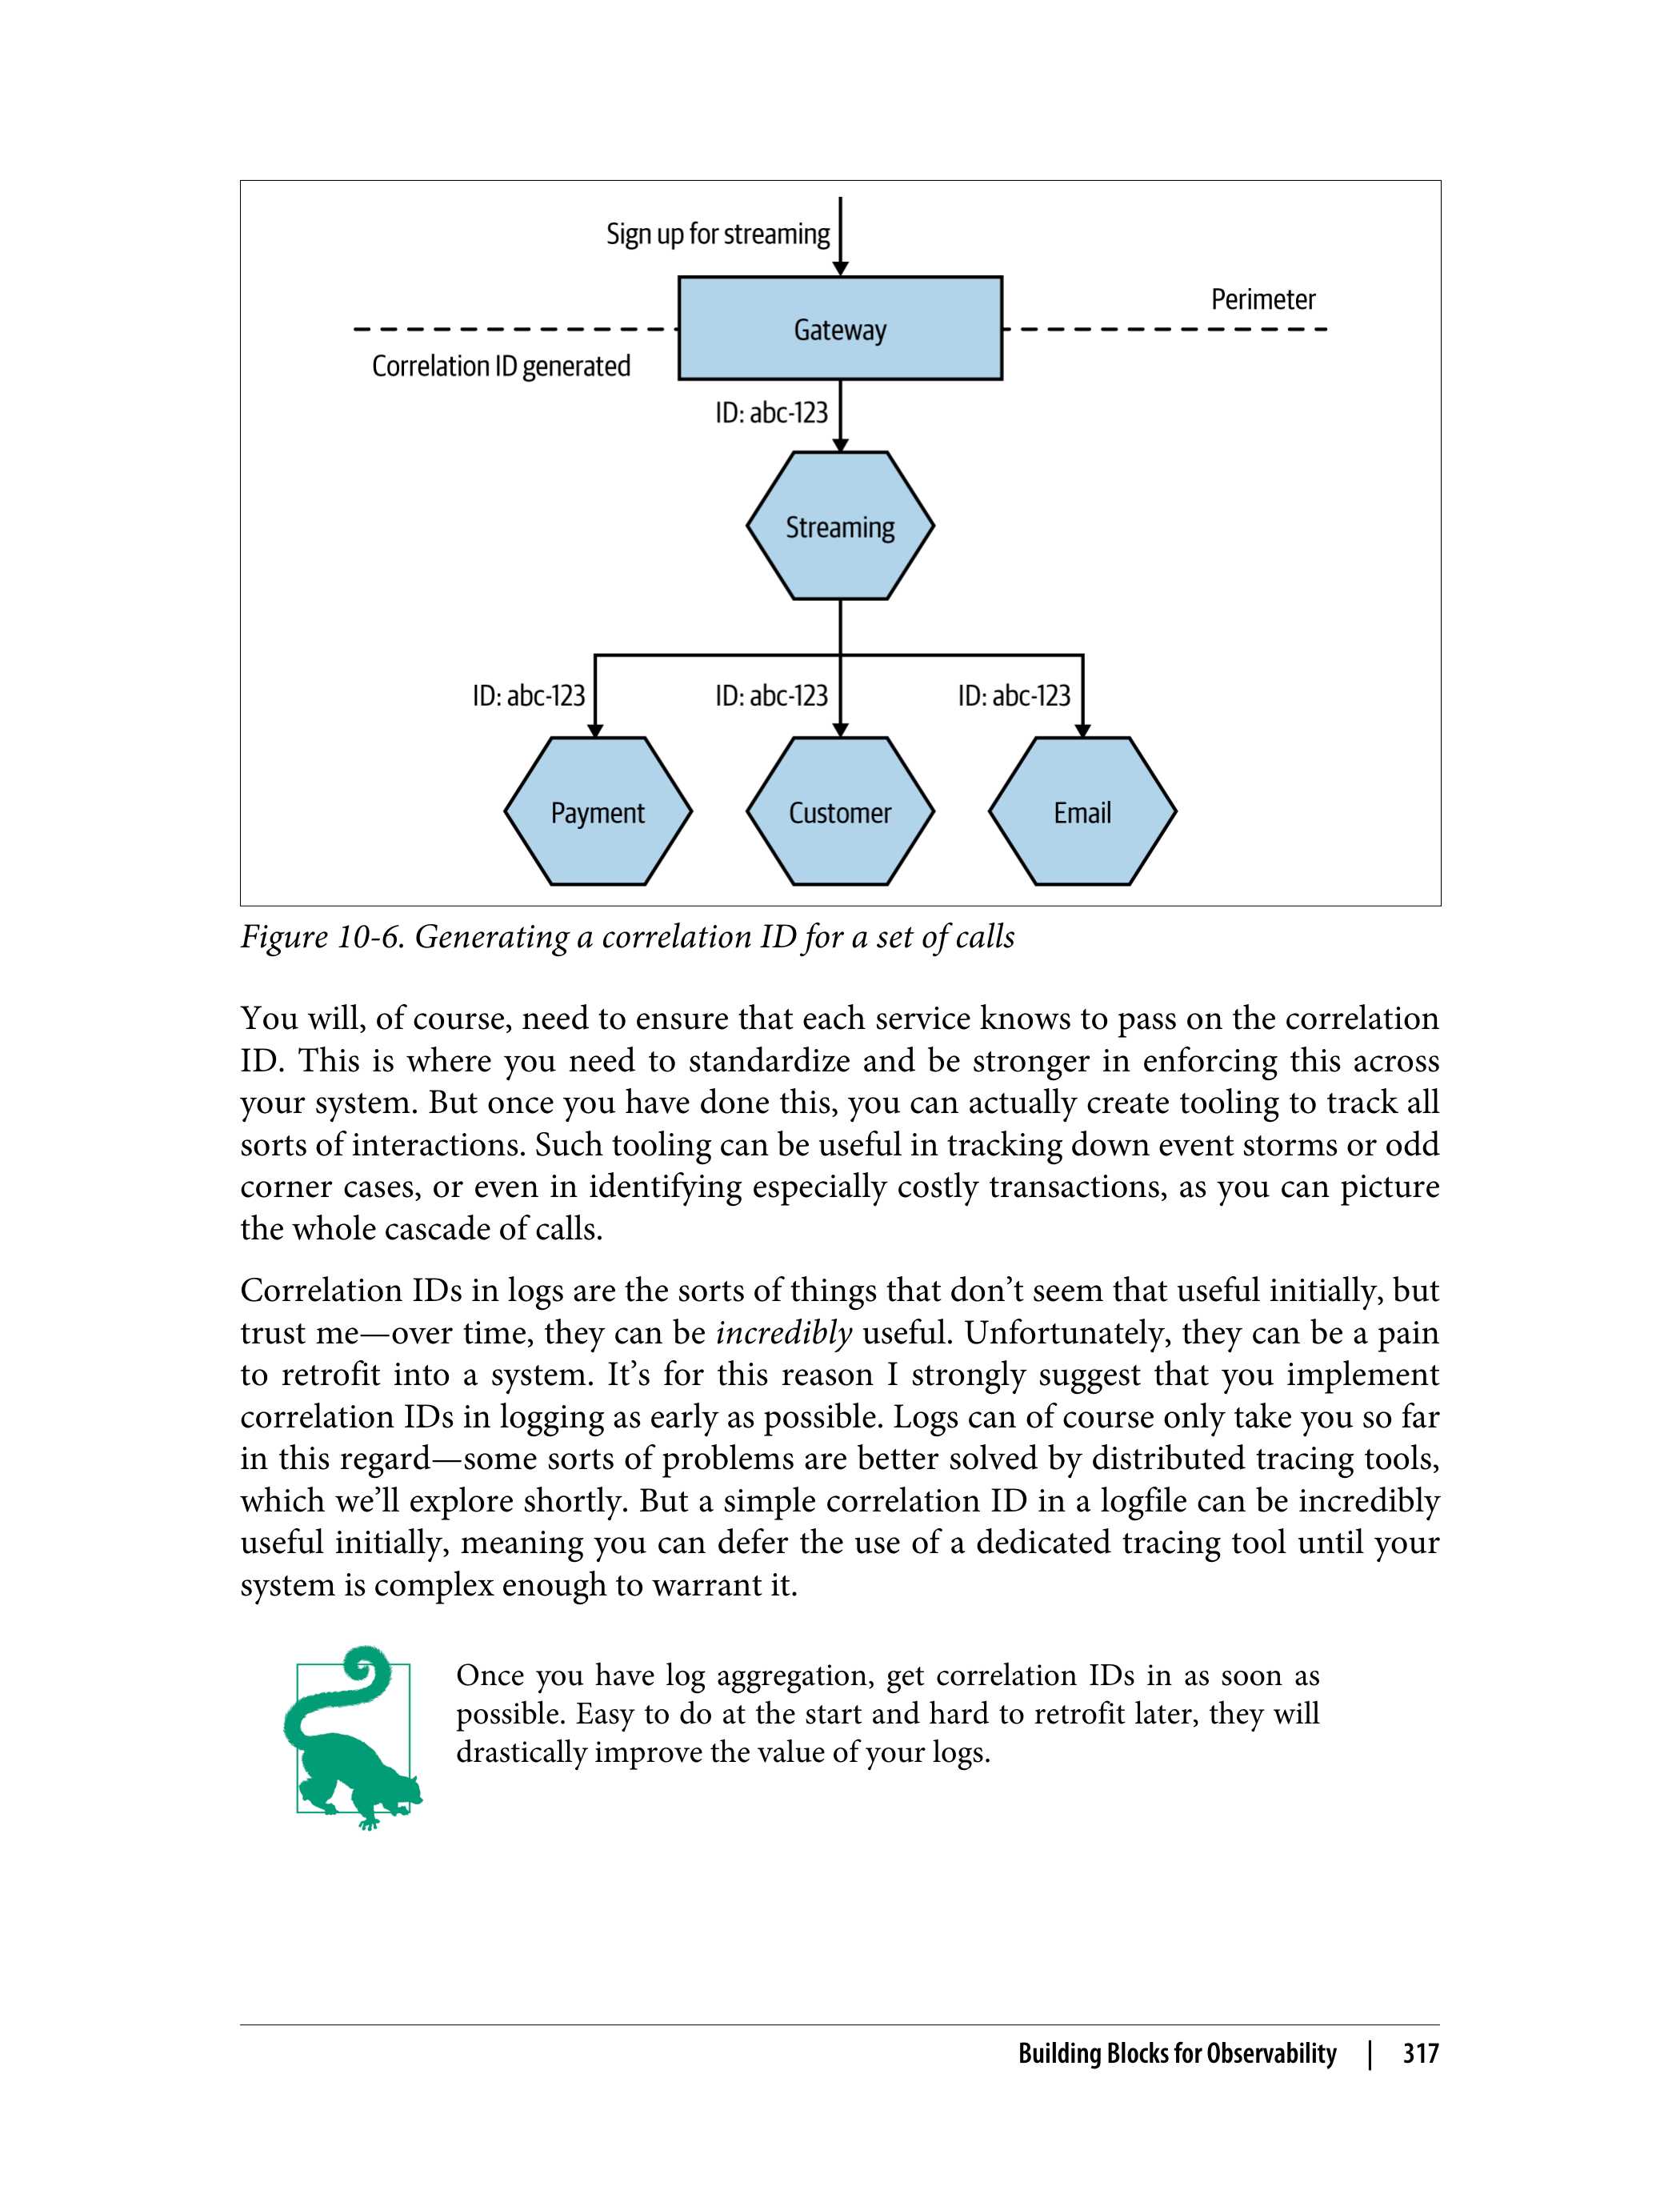 Sign up for streaming
Perimeter
Gateway
Correlation ID generated
ID: abc-123
Streaming
ID: abc-123 ID: abc-123 ID: abc-123
Payment Customer Email
Figure 10-6. Generating a correlation ID for a set of calls
You will, of course, need to ensure that each service knows to pass on the correlation
ID. This is where you need to standardize and be stronger in enforcing this across
your system. But once you have done this, you can actually create tooling to track all
sorts of interactions. Such tooling can be useful in tracking down event storms or odd
corner cases, or even in identifying especially costly transactions, as you can picture
the whole cascade of calls.
Correlation IDs in logs are the sorts of things that don’t seem that useful initially, but
trust me—over time, they can be incredibly useful. Unfortunately, they can be a pain
to retrofit into a system. It’s for this reason I strongly suggest that you implement
correlation IDs in logging as early as possible. Logs can of course only take you so far
in this regard—some sorts of problems are better solved by distributed tracing tools,
which we’ll explore shortly. But a simple correlation ID in a logfile can be incredibly
useful initially, meaning you can defer the use of a dedicated tracing tool until your
system is complex enough to warrant it.
Once you have log aggregation, get correlation IDs in as soon as
possible. Easy to do at the start and hard to retrofit later, they will
drastically improve the value of your logs.
Building Blocks for Observability | 317